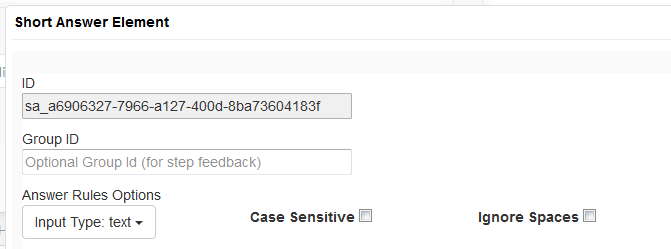 Short Answer Element
ID
sa_a6906327-7966-a127-400d-8ba73604183f
Group ID
Optional Group Id (for step feedback)
Answer Rules Options
Input Type: text
Case Sensitive
Ignore Spaces